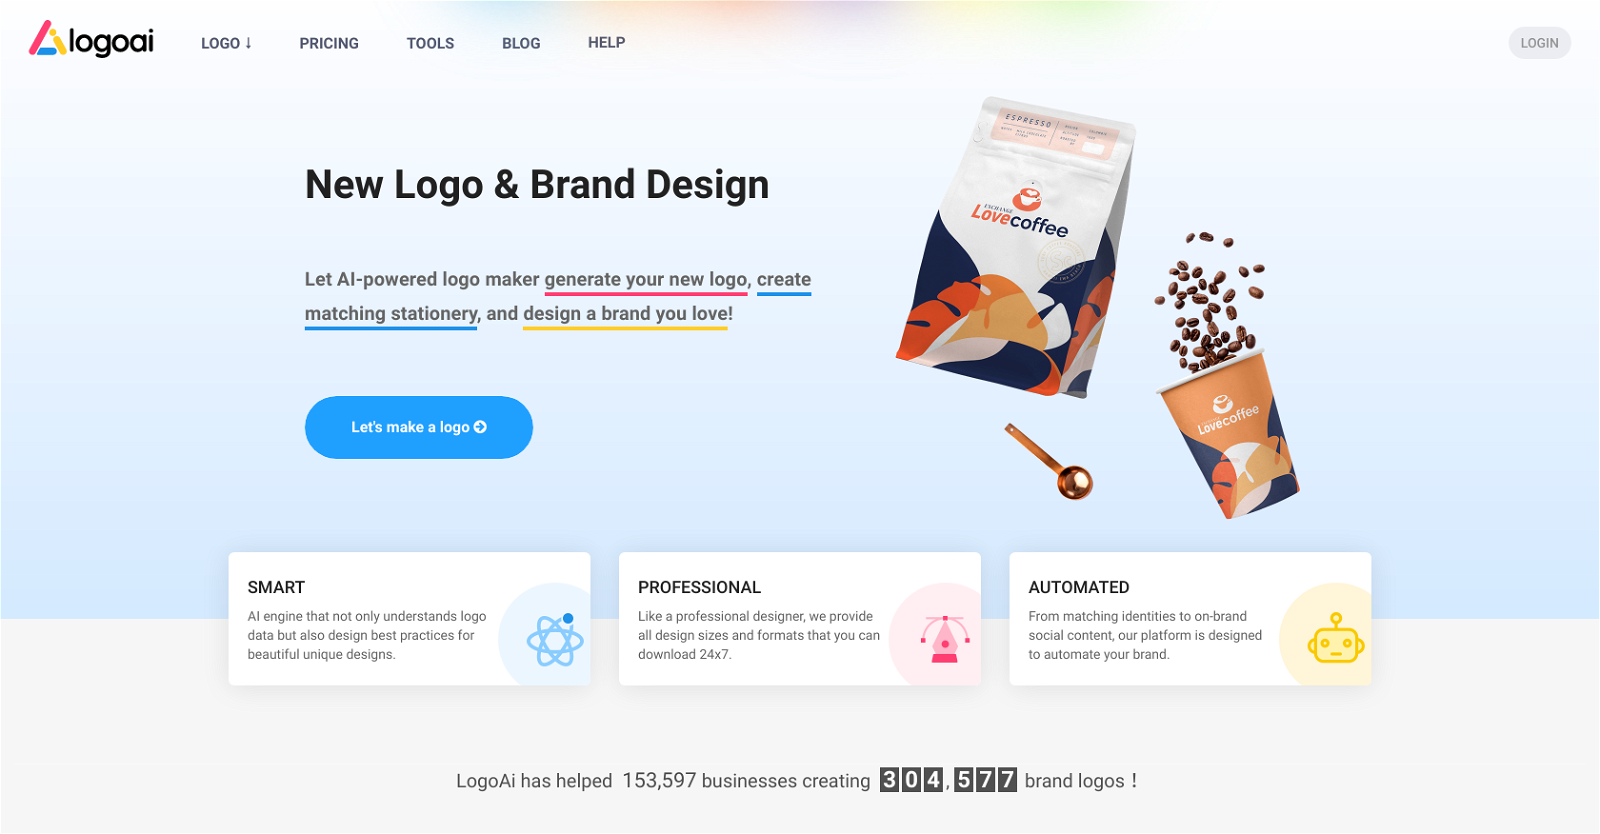 logoai
LOGO ↓
PRICING
TOOLS
BLOG
HELP
LOGIN
New Logo & Brand Design
Let AI-powered logo maker generate your new logo, create
matching stationery, and design a brand you love!
Let's make a logo
ESPRESSO
EXCHANGE
Lovecoffee
Lovecoffee
SMART
AI engine that not only understands logo
data but also design best practices for
beautiful unique designs.
PROFESSIONAL
Like a professional designer, we provide
all design sizes and formats that you can
download 24x7.
AUTOMATED
From matching identities to on-brand
social content, our platform is designed
to automate your brand.
LogoAi has helped 153,597 businesses creating 304,577 brand logos !